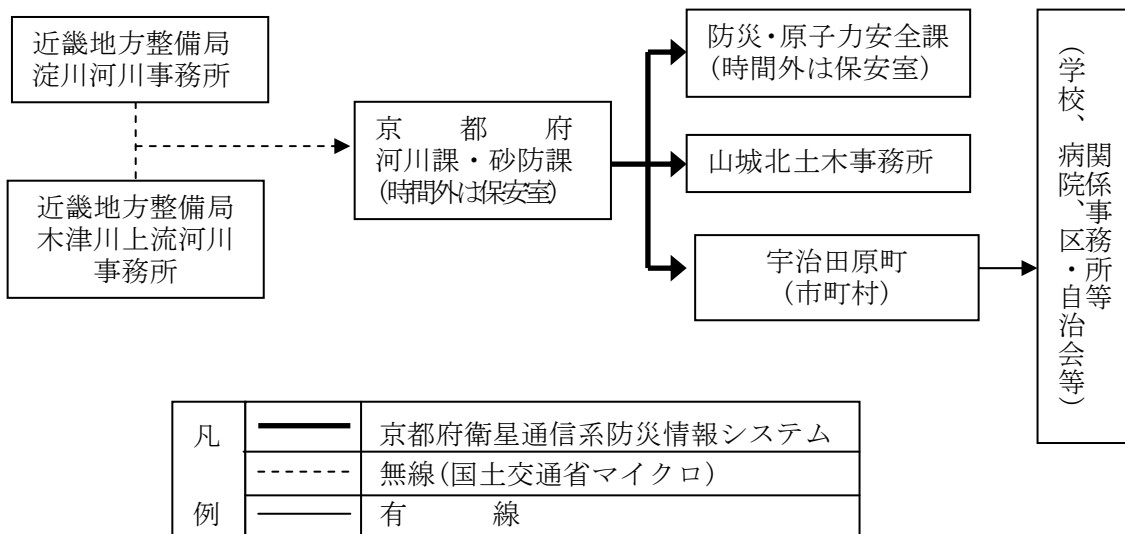 近畿地方整備局
淀川河川事務所
近畿地方整備局
木津川上流河川
事務所
京都府
河川課・砂防課
(時間外は保安室)
防災・原子力安全課
(時間外は保安室)
山城北土木事務所
宇治田原町
(市町村)
関係事務所等
(学校、病院、区・自治会等)
凡例
京都府衛星通信系防災情報システム
無線(国土交通省マイクロ)
有線